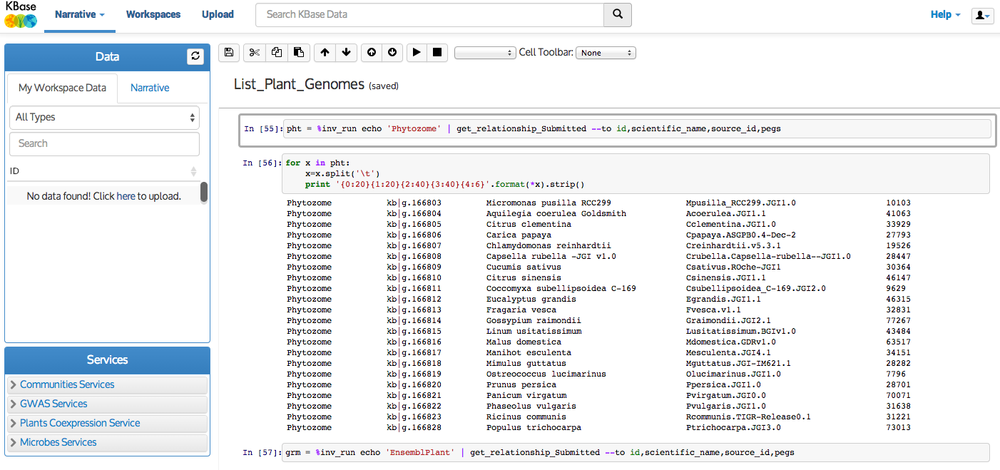 KBase
Narrative
Workspaces
Upload
Search KBase Data
Help
Data
My Workspace Data
Narrative
All Types
Search
ID
No data found! Click here to upload.
Services
Communities Services
GWAS Services
Plants Coexpression Service
Microbes Services
Cell Toolbar: None
List_Plant_Genomes (saved)
In [55]: pht = %inv_run echo 'Phytozome' | get_relationship_Submitted --to id,scientific_name,source_id,pegs
In [56]: for x in pht:
x=x.split('\t')
print '{0:20}{1:20}{2:40}{3:40}{4:6}'.format(*x).strip()
Phytozome kb|g.166803 Micromonas pusilla RCC299 Mpusilla_RCC299.JGI1.0 10103
Phytozome kb|g.166804 Aquilegia coerulea Goldsmith Acoerulea.JGI1.1 41063
Phytozome kb|g.166805 Citrus clementina Cclementina.JGI1.0 33929
Phytozome kb|g.166806 Carica papaya Cpapaya.ASGPB0.4-Dec-2 27793
Phytozome kb|g.166807 Chlamydomonas reinhardtii Creinhardtii.v5.3.1 19526
Phytozome kb|g.166808 Capsella rubella -JGI v1.0 Crubella.Capsella-rubella--JGI1.0 28447
Phytozome kb|g.166809 Cucumis sativus Csativus.ROche-JGI1 30364
Phytozome kb|g.166810 Citrus sinensis Csinensis.JGI1.1 46147
Phytozome kb|g.166811 Coccomyxa subellipsoidea C-169 Csubellipsoidea_C-169.JGI2.0 9629
Phytozome kb|g.166812 Eucalyptus grandis Egrandis.JGI1.1 46315
Phytozome kb|g.166813 Fragaria vesca Fvesca.v1.1 32831
Phytozome kb|g.166814 Gossypium raimondii Graimondii.JGI2.1 77267
Phytozome kb|g.166815 Linum usitatissimum Lusitatissimum.BGIv1.0 43484
Phytozome kb|g.166816 Malus domestica Mdomestica.GDRv1.0 63517
Phytozome kb|g.166817 Manihot esculenta Mesculenta.JGI4.1 34151
Phytozome kb|g.166818 Mimulus guttatus Mguttatus.JGI-IM621.1 28282
Phytozome kb|g.166819 Ostreococcus lucimarinus Olucimarinus.JGI1.0 7796
Phytozome kb|g.166820 Prunus persica Ppersica.JGI1.0 28701
Phytozome kb|g.166821 Panicum virgatum Pvirgatum.JGI0.0 70071
Phytozome kb|g.166822 Phaseolus vulgaris Pvulgaris.JGI1.0 31638
Phytozome kb|g.166823 Ricinus communis Rcommunis.TIGR-Release0.1 31221
Phytozome kb|g.166828 Populus trichocarpa Ptrichocarpa.JGI3.0 73013
In [57]: grm = %inv_run echo 'EnsemblPlant' | get_relationship_Submitted --to id,scientific_name,source_id,pegs